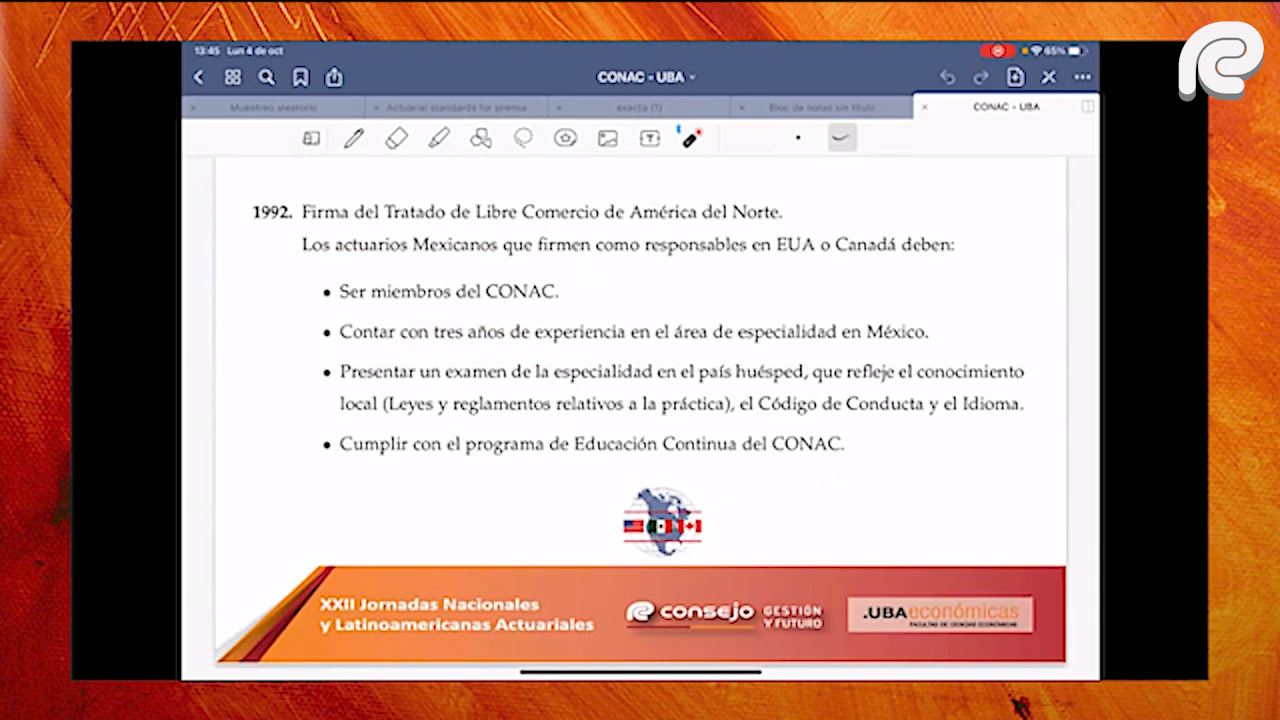 13:45 Lun 4 de oct
65%
CONAC - UBA
Muestreo aleatorio
Actuarial standards for prensa
exacta (1)
Bloc de notas sin título
CONAC - UBA
1992. Firma del Tratado de Libre Comercio de América del Norte.
Los actuarios Mexicanos que firmen como responsables en EUA o Canadá deben:
• Ser miembros del CONAC.
• Contar con tres años de experiencia en el área de especialidad en México.
• Presentar un examen de la especialidad en el país huésped, que refleje el conocimiento
local (Leyes y reglamentos relativos a la práctica), el Código de Conducta y el Idioma.
• Cumplir con el programa de Educación Continua del CONAC.
XXII Jornadas Nacionales
y Latinoamericanas Actuariales
consejo
GESTIÓN
Y FUTURO
.UBAeconómicas
FACULTAD DE CIENCIAS ECONÓMICAS